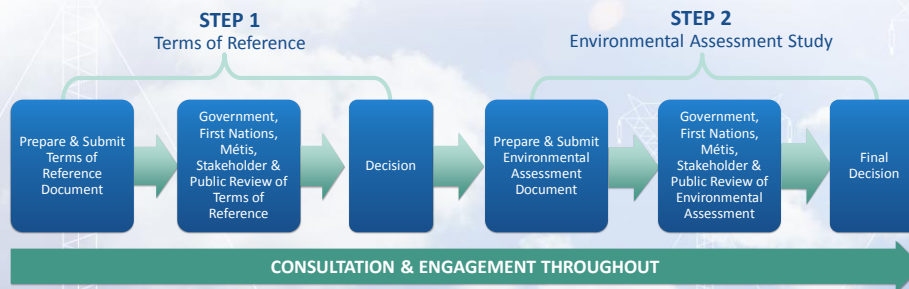 STEP 1
Terms of Reference
STEP 2
Environmental Assessment Study
Prepare & Submit
Terms of
Reference
Document
Government,
First Nations,
Métis,
Stakeholder &
Public Review of
Terms of
Reference
Decision
Prepare & Submit
Environmental
Assessment
Document
Government,
First Nations,
Métis,
Stakeholder &
Public Review of
Environmental
Assessment
Final
Decision
CONSULTATION & ENGAGEMENT THROUGHOUT